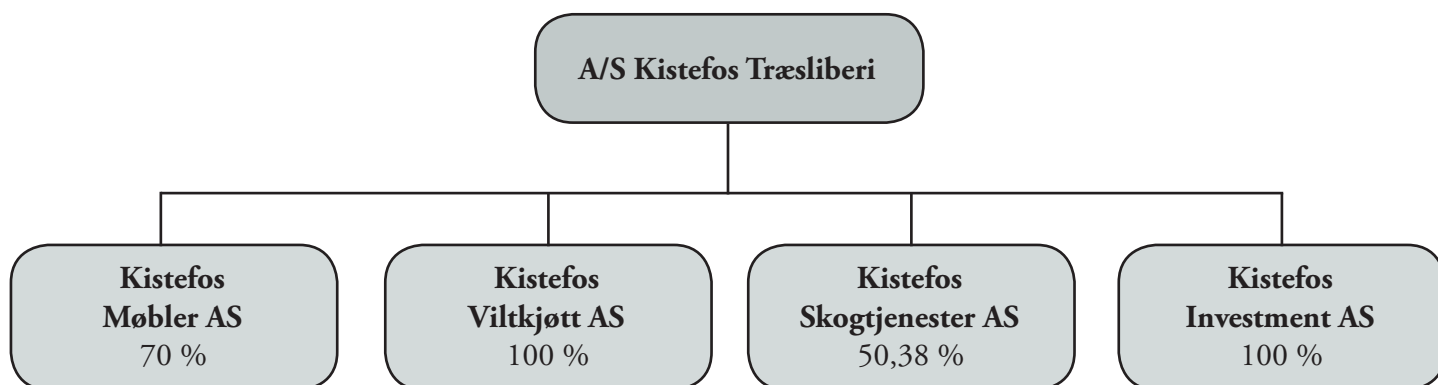 A/S Kistefos Træsliberi
Kistefos
Møbler AS
70 %
Kistefos
Viltkjøtt AS
100 %
Kistefos
Skogtjenester AS
50,38 %
Kistefos
Investment AS
100 %